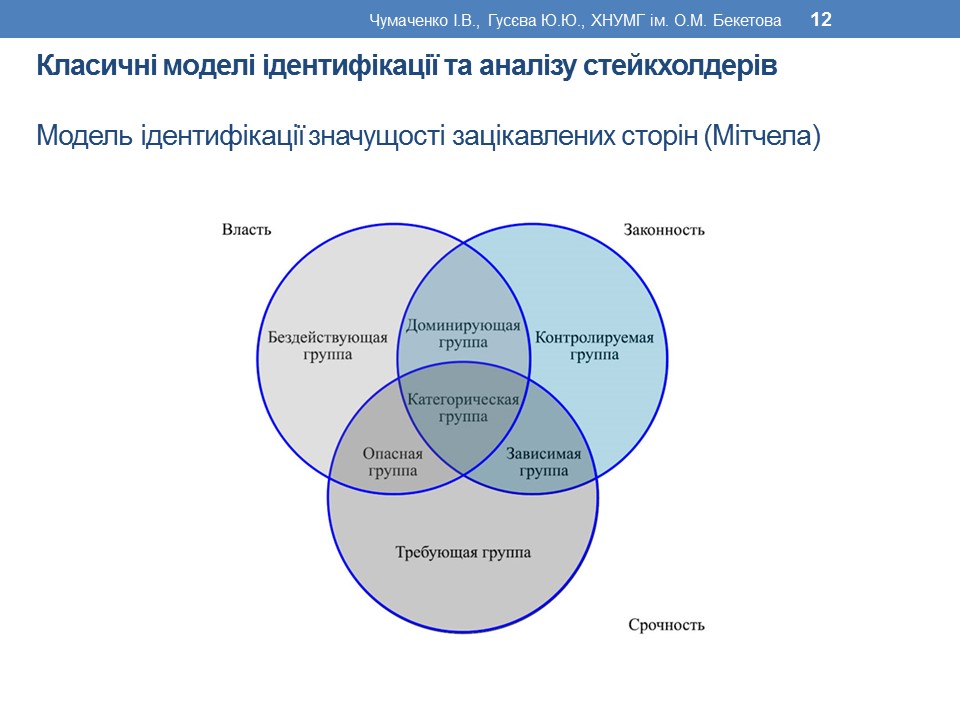 Чумаченко І.В., Гусєва Ю.Ю., ХНУМГ ім. О.М. Бекетова 12
Класичні моделі ідентифікації та аналізу стейкхолдерів
Модель ідентифікації значущості зацікавлених сторін (Мітчела)
Власть
Законность
Бездействующая
группа
Доминирующая
группа
Контролируемая
группа
Категорическая
группа
Опасная
группа
Зависимая
группа
Требующая группа
Срочность